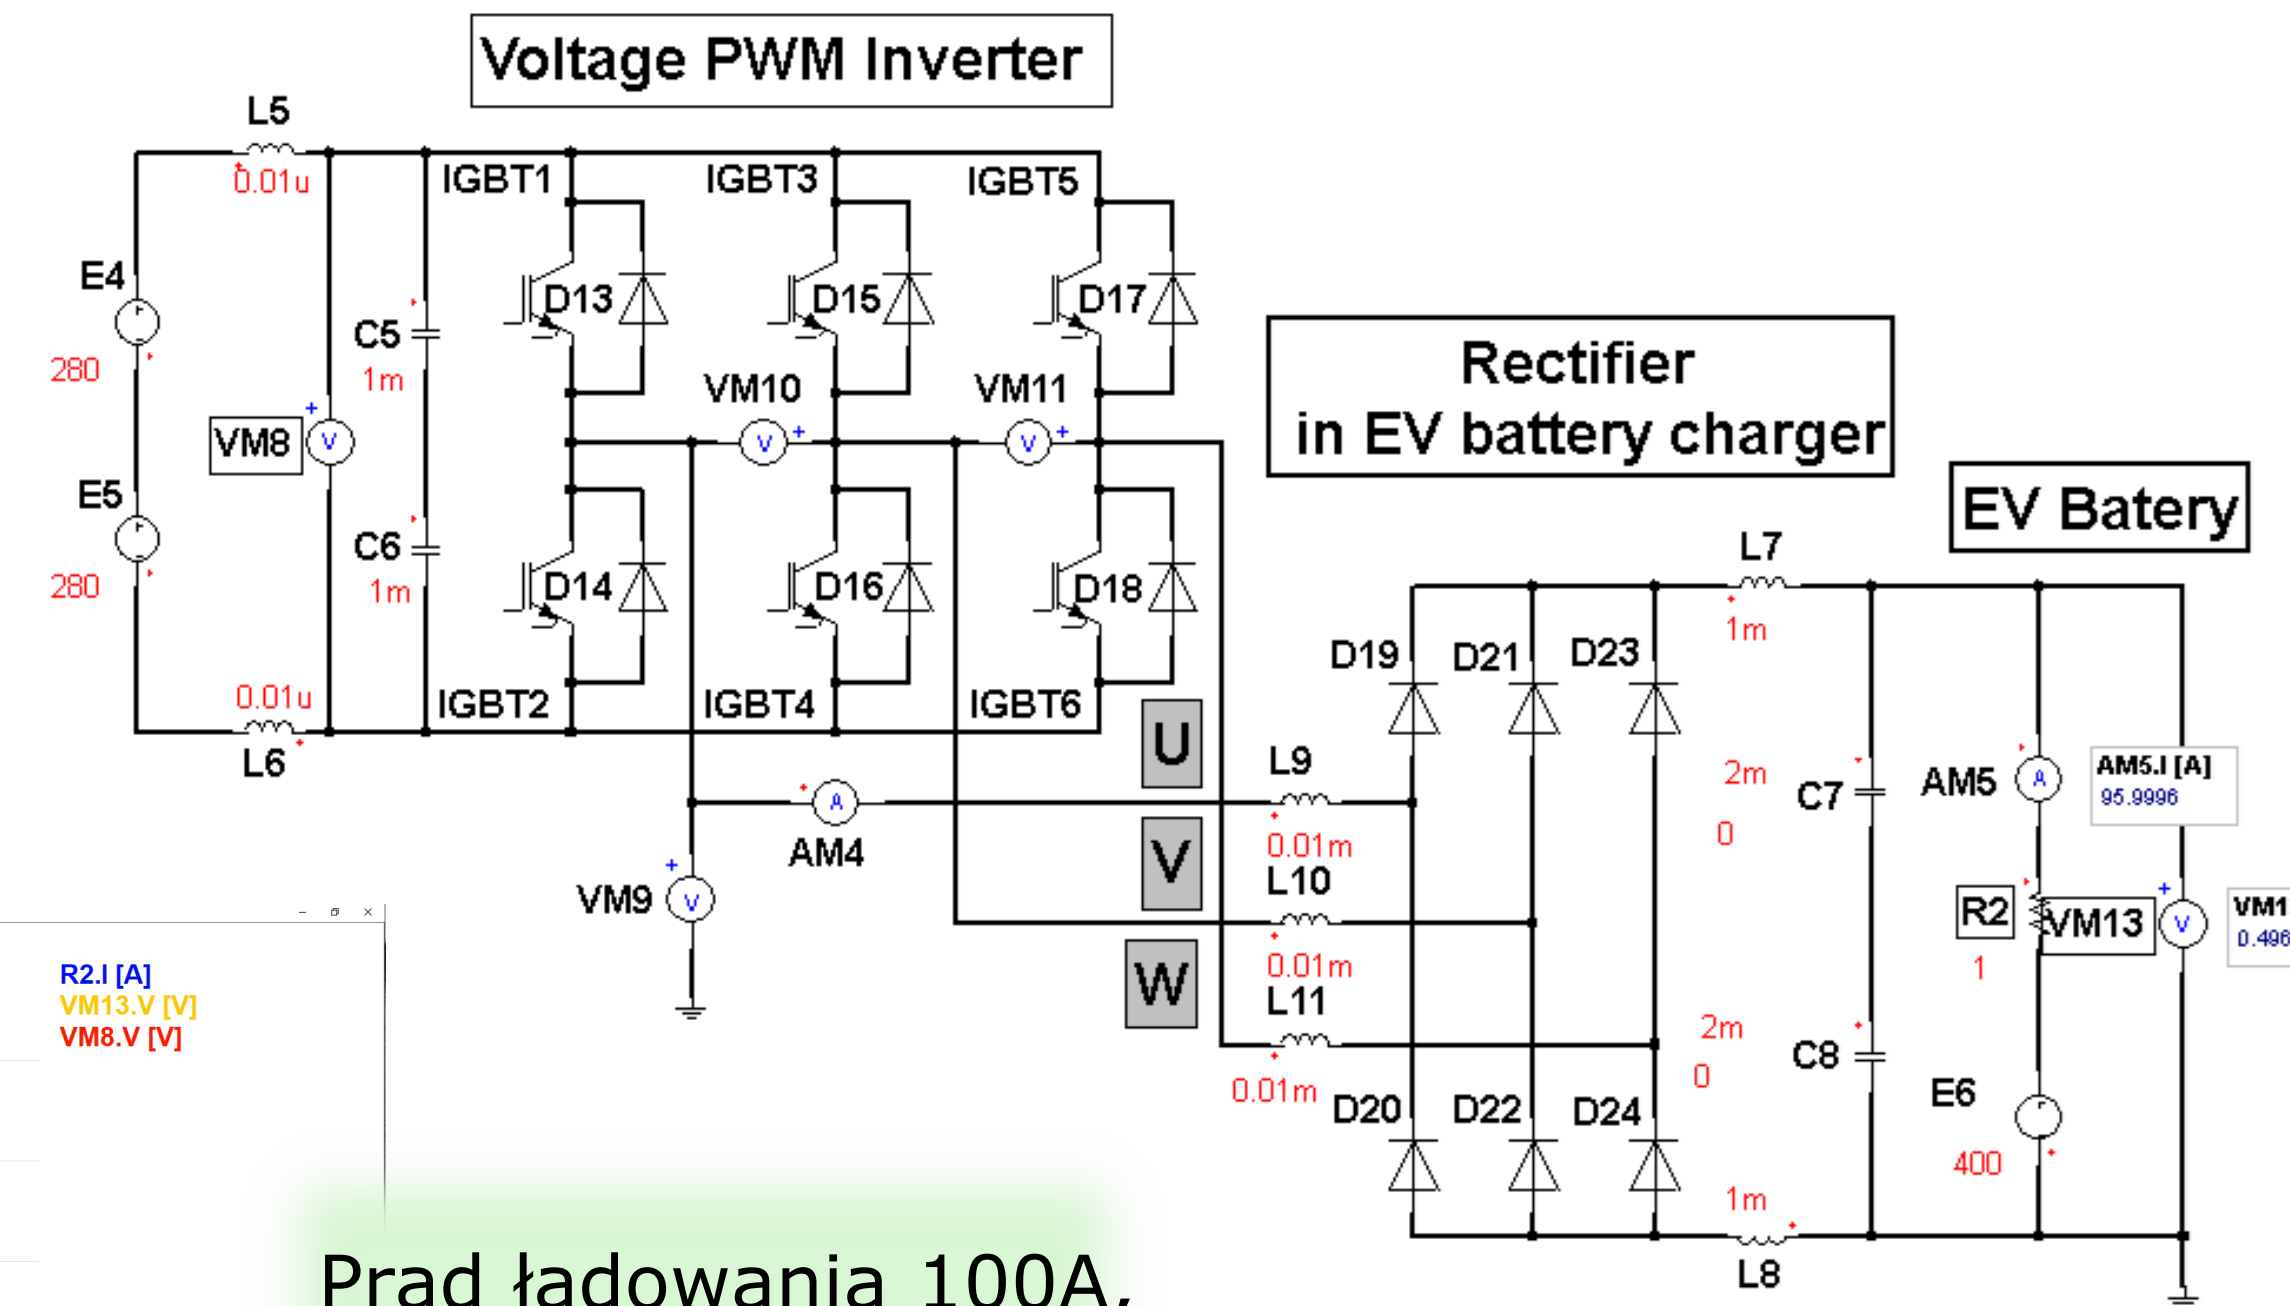 Voltage PWM Inverter
L5
0.01u
IGBT1
IGBT3
IGBT5
E4
280
C5
1m
D13
D15
D17
VM10
VM11
VM8
V
V
V
Rectifier
in EV battery charger
E5
280
C6
1m
D14
D16
D18
EV Batery
L7
1m
0.01u
L6
IGBT2
IGBT4
IGBT6
D19
D21
D23
U
L9
0.01m
A
AM4
2m
0
C7
AM5
A
AM5.I [A]
95.9996
VM9
V
V
L10
0.01m
R2
1
VM13
V
VM1
0.496
W
L11
0.01m
2m
0
C8
R2.I [A]
VM13.V [V]
VM8.V [V]
D20
D22
D24
E6
400
1m
L8
Prąd ładowania 100A,